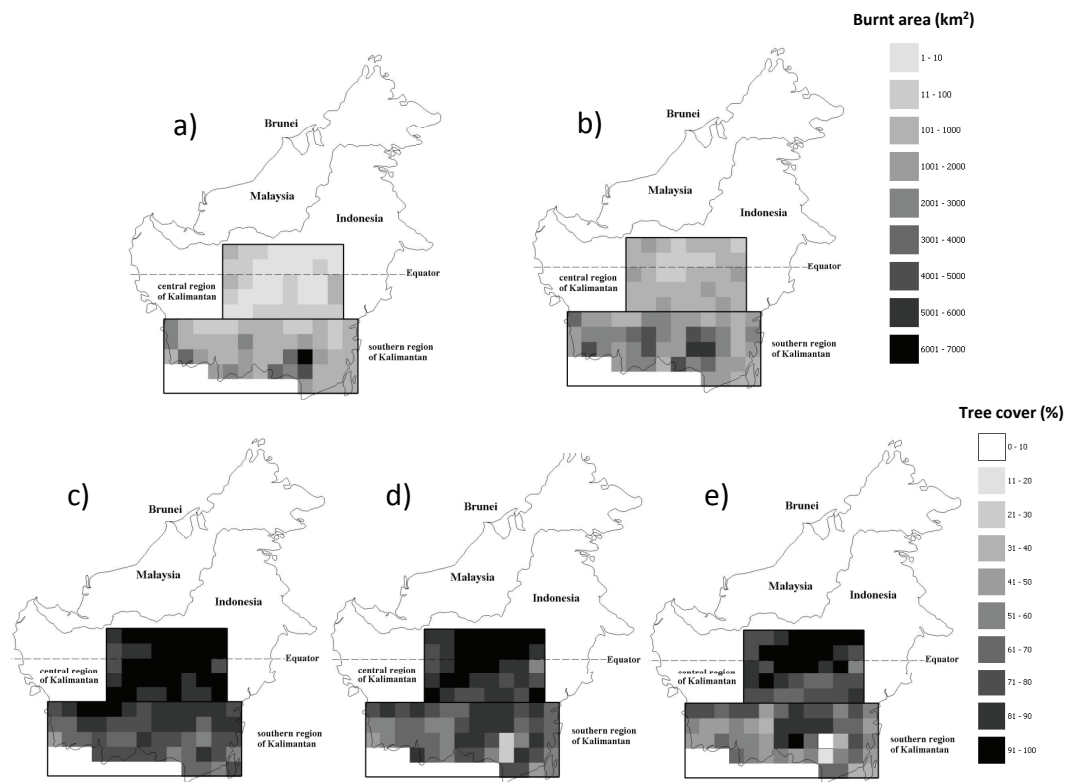 Burnt area (km²)
1 - 10
11 - 100
101 - 1000
1001 - 2000
2001 - 3000
3001 - 4000
4001 - 5000
5001 - 6000
6001 - 7000
a)
Brunei
Malaysia
Indonesia
Equator
central region
of Kalimantan
southern region
of Kalimantan
b)
Brunei
Malaysia
Indonesia
Equator
central region
of Kalimantan
southern region
of Kalimantan
Tree cover (%)
0 - 10
11 - 20
21 - 30
31 - 40
41 - 50
51 - 60
61 - 70
71 - 80
81 - 90
91 - 100
c)
Brunei
Malaysia
Indonesia
Equator
central region
of Kalimantan
southern region
of Kalimantan
d)
Brunei
Malaysia
Indonesia
Equator
central region
of Kalimantan
southern region
of Kalimantan
e)
Brunei
Malaysia
Indonesia
Equator
central region
of Kalimantan
southern region
of Kalimantan